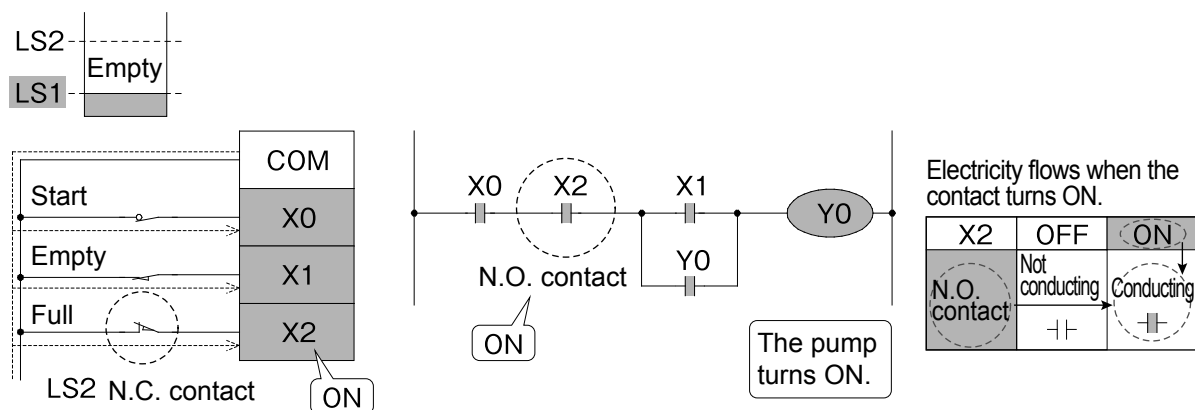 LS2
Empty
LS1
COM
Start
X0
Empty
X1
Full
X2
LS2 N.C. contact
ON
X0 X2 X1
Y0
Y0
N.O. contact
ON
The pump
turns ON.
Electricity flows when the
contact turns ON.
X2 OFF ON
N.O.
contact
Not
conducting
Conducting